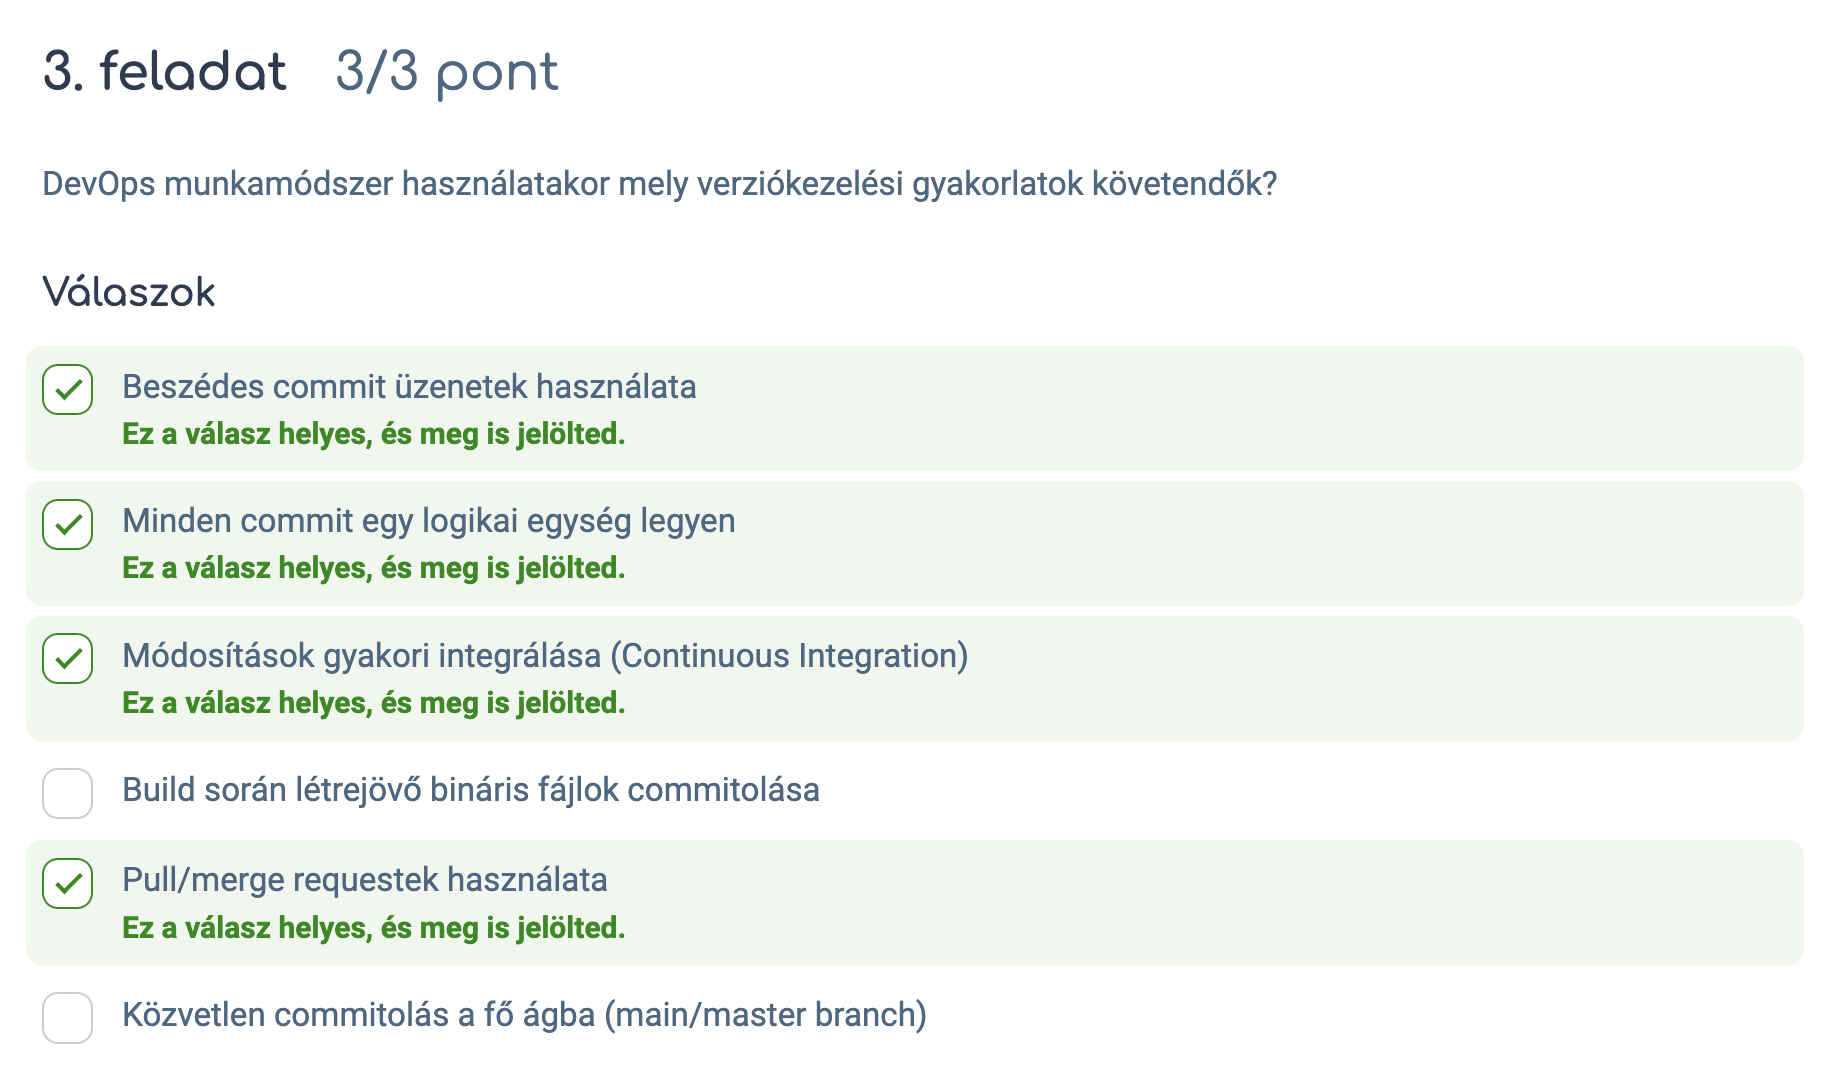 3. feladat 3/3 pont
DevOps munkamódszer használatakor mely verziókezelési gyakorlatok követendők?
Válaszok
Beszédes commit üzenetek használata
Ez a válasz helyes, és meg is jelölted.
Minden commit egy logikai egység legyen
Ez a válasz helyes, és meg is jelölted.
Módosítások gyakori integrálása (Continuous Integration)
Ez a válasz helyes, és meg is jelölted.
Build során létrejövő bináris fájlok commitolása
Pull/merge requestek használata
Ez a válasz helyes, és meg is jelölted.
Közvetlen commitolás a fő ágba (main/master branch)